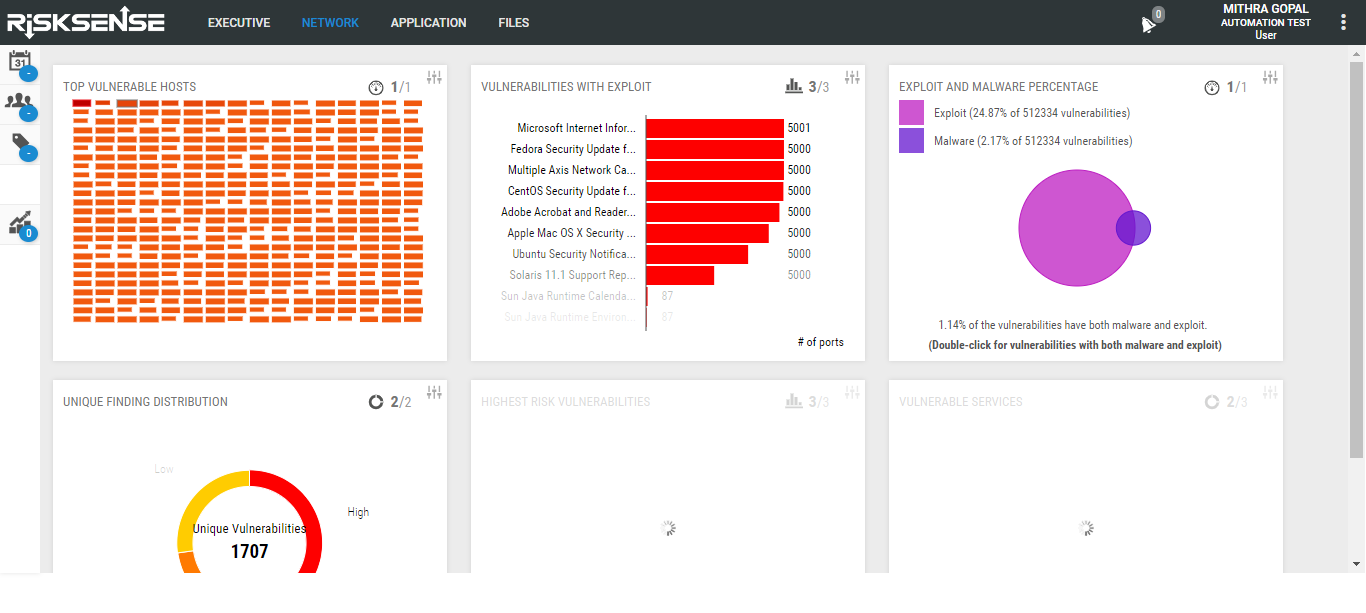 RISKSENSE
EXECUTIVE
NETWORK
APPLICATION
FILES
0
MITHRA GOPAL
AUTOMATION TEST
User
31
-
-
-
0
TOP VULNERABLE HOSTS
1/1
VULNERABILITIES WITH EXPLOIT
3/3
Microsoft Internet Infor... 5001
Fedora Security Update f... 5000
Multiple Axis Network Ca... 5000
CentOS Security Update f... 5000
Adobe Acrobat and Reader... 5000
Apple Mac OS X Security ... 5000
Ubuntu Security Notifica... 5000
Solaris 11.1 Support Rep... 5000
Sun Java Runtime Calenda... 87
Sun Java Runtime Environ... 87
# of ports
EXPLOIT AND MALWARE PERCENTAGE
1/1
Exploit (24.87% of 512334 vulnerabilities)
Malware (2.17% of 512334 vulnerabilities)
1.14% of the vulnerabilities have both malware and exploit.
(Double-click for vulnerabilities with both malware and exploit)
UNIQUE FINDING DISTRIBUTION
2/2
Low
High
Unique Vulnerabilities
1707
HIGHEST RISK VULNERABILITIES
3/3
VULNERABLE SERVICES
2/3